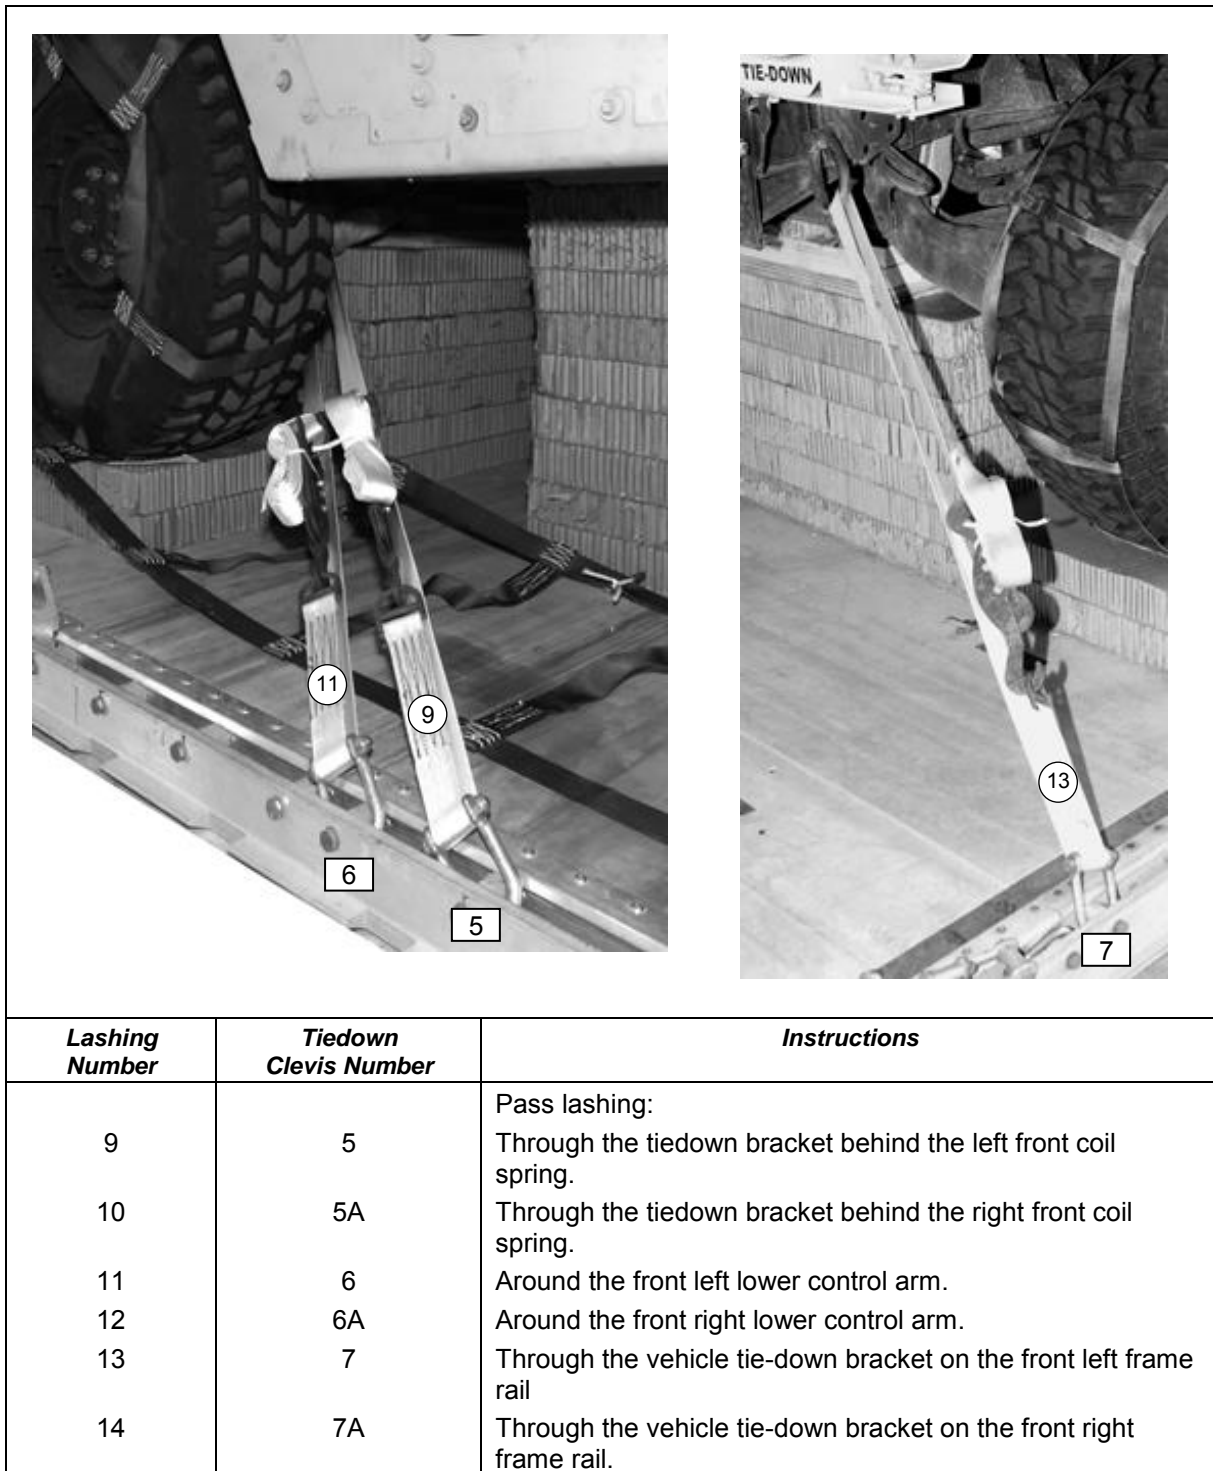 TIE-DOWN
11
9
13
6
5
7
Lashing Number
Tiedown Clevis Number
Instructions
Pass lashing:
9 5 Through the tiedown bracket behind the left front coil
spring.
10 5A Through the tiedown bracket behind the right front coil
spring.
11 6 Around the front left lower control arm.
12 6A Around the front right lower control arm.
13 7 Through the vehicle tie-down bracket on the front left frame
rail
14 7A Through the vehicle tie-down bracket on the front right
frame rail.